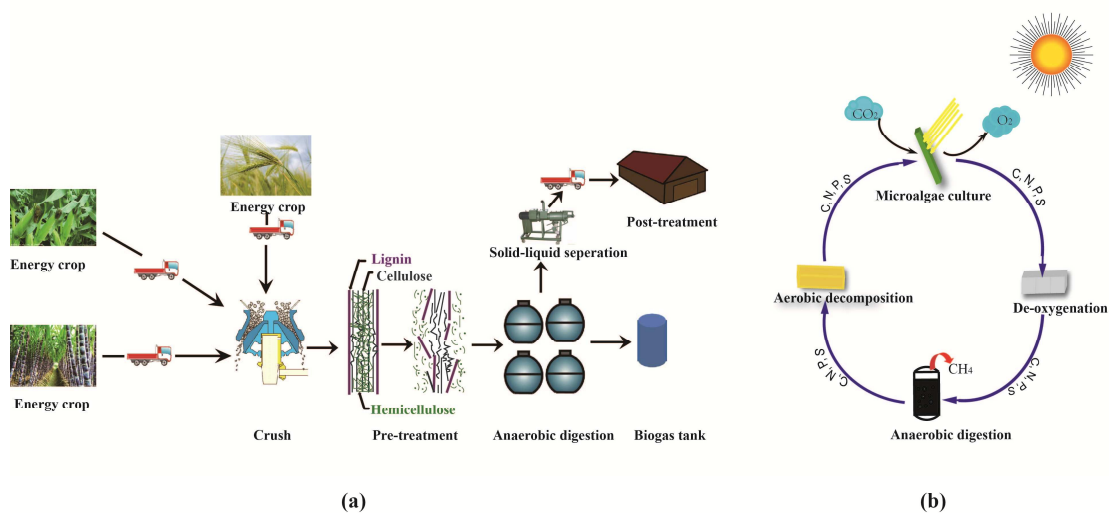 CO2
O2
Microalgae culture
C, N, P, S
C, N, P, S
Energy crop
Post-treatment
Solid-liquid seperation
Energy crop
Lignin
Cellulose
Aerobic decomposition
De-oxygenation
C, N, P, S
C, N, P, S
CH4
Energy crop
Hemicellulose
Crush
Pre-treatment
Anaerobic digestion
Biogas tank
Anaerobic digestion
(a)
(b)